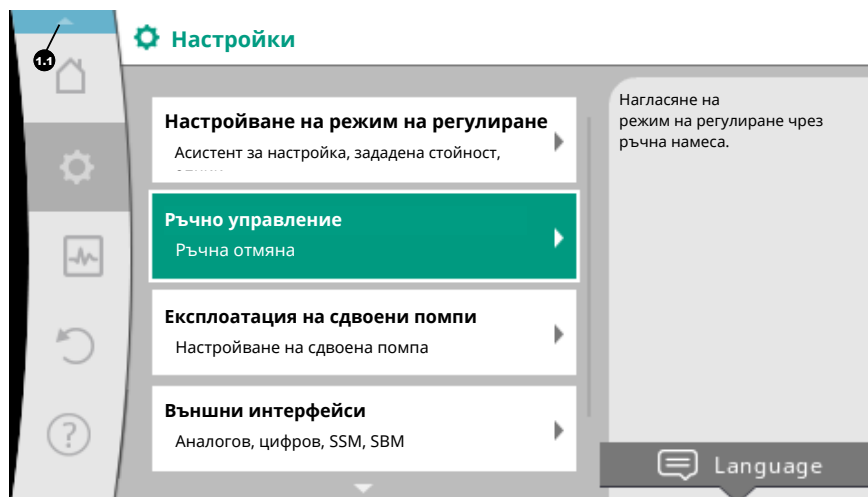 1.1
Настройки
Настройване на режим на регулиране
Асистент за настройка, зададена стойност,
Ръчно управление
Ръчна отмяна
Експлоатация на сдвоени помпи
Настройване на сдвоена помпа
Външни интерфейси
Аналогов, цифров, SSM, SBM
Нагласяне на
режим на регулиране чрез
ръчна намеса.
Language